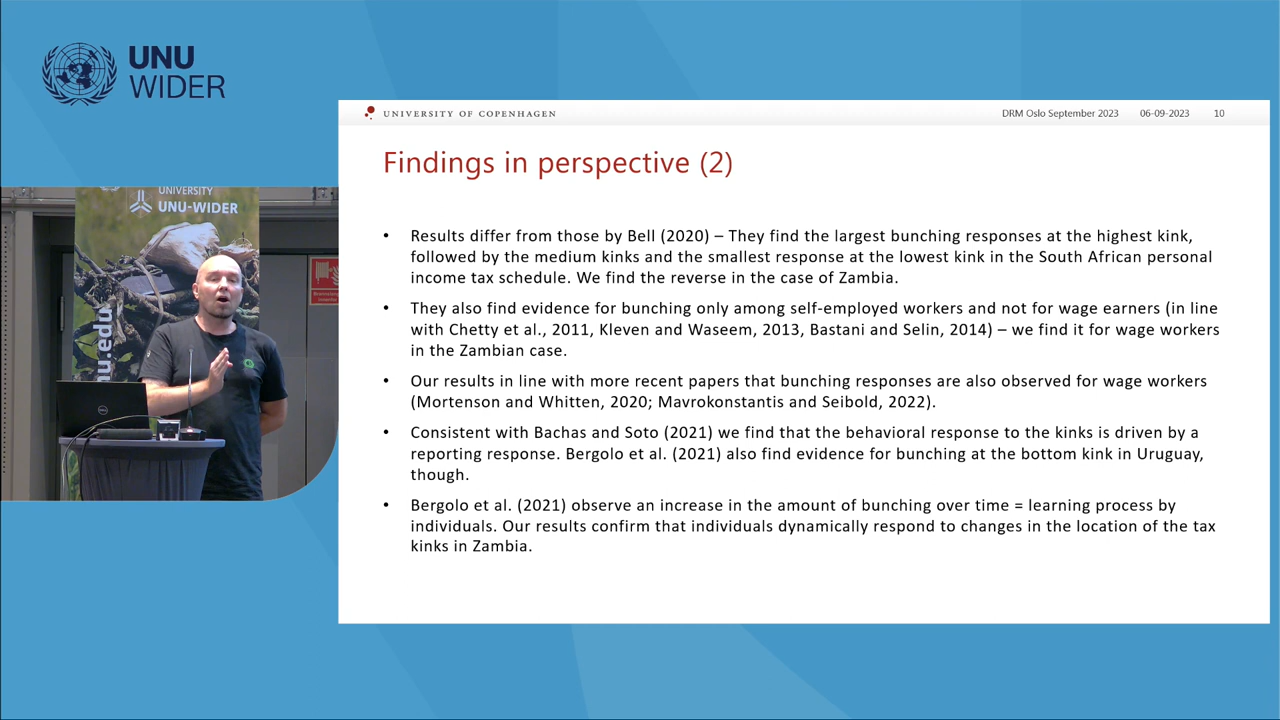 UNU
WIDER
UNIVERSITY OF COPENHAGEN
DRM Oslo September 2023 06-09-2023 10
Findings in perspective (2)
• Results differ from those by Bell (2020) – They find the largest bunching responses at the highest kink,
followed by the medium kinks and the smallest response at the lowest kink in the South African personal
income tax schedule. We find the reverse in the case of Zambia.
• They also find evidence for bunching only among self-employed workers and not for wage earners (in line
with Chetty et al., 2011, Kleven and Waseem, 2013, Bastani and Selin, 2014) – we find it for wage workers
in the Zambian case.
• Our results in line with more recent papers that bunching responses are also observed for wage workers
(Mortenson and Whitten, 2020; Mavrokonstantis and Seibold, 2022).
• Consistent with Bachas and Soto (2021) we find that the behavioral response to the kinks is driven by a
reporting response. Bergolo et al. (2021) also find evidence for bunching at the bottom kink in Uruguay,
though.
• Bergolo et al. (2021) observe an increase in the amount of bunching over time = learning process by
individuals. Our results confirm that individuals dynamically respond to changes in the location of the tax
kinks in Zambia.
UNIVERSITY
UNU-WIDER
nu.edu
DELL